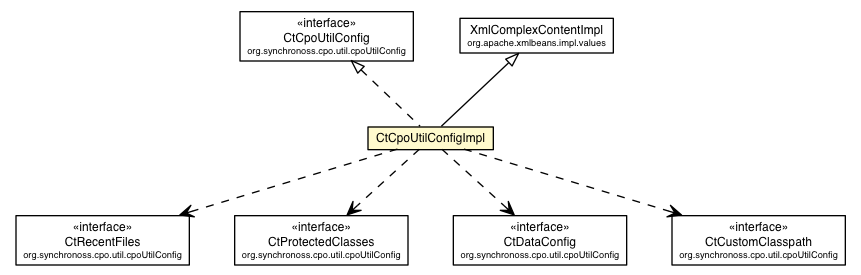 «interface»
CtCpoUtilConfig
org.synchronoss.cpo.util.cpoUtilConfig
XmlComplexContentImpl
org.apache.xmlbeans.impl.values
CtCpoUtilConfigImpl
«interface»
CtRecentFiles
org.synchronoss.cpo.util.cpoUtilConfig
«interface»
CtProtectedClasses
org.synchronoss.cpo.util.cpoUtilConfig
«interface»
CtDataConfig
org.synchronoss.cpo.util.cpoUtilConfig
«interface»
CtCustomClasspath
org.synchronoss.cpo.util.cpoUtilConfig